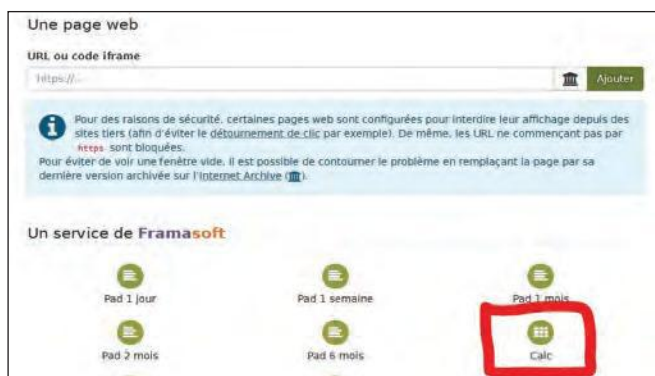 Une page web
URL ou code iframe
https://...
Ajouter
Pour des raisons de sécurité, certaines pages web sont configurées pour interdire leur affichage depuis des
sites tiers (afin d'éviter le détournement de clic par exemple). De même, les URL ne commençant pas par
https sont bloquées.
Pour éviter de voir une fenêtre vide, il est possible de contourner le problème en remplaçant la page par sa
dernière version archivée sur l'Internet Archive ( ).
Un service de Framasoft
Pad 1 jour
Pad 1 semaine
Pad 1 mois
Pad 2 mois
Pad 6 mois
Calc